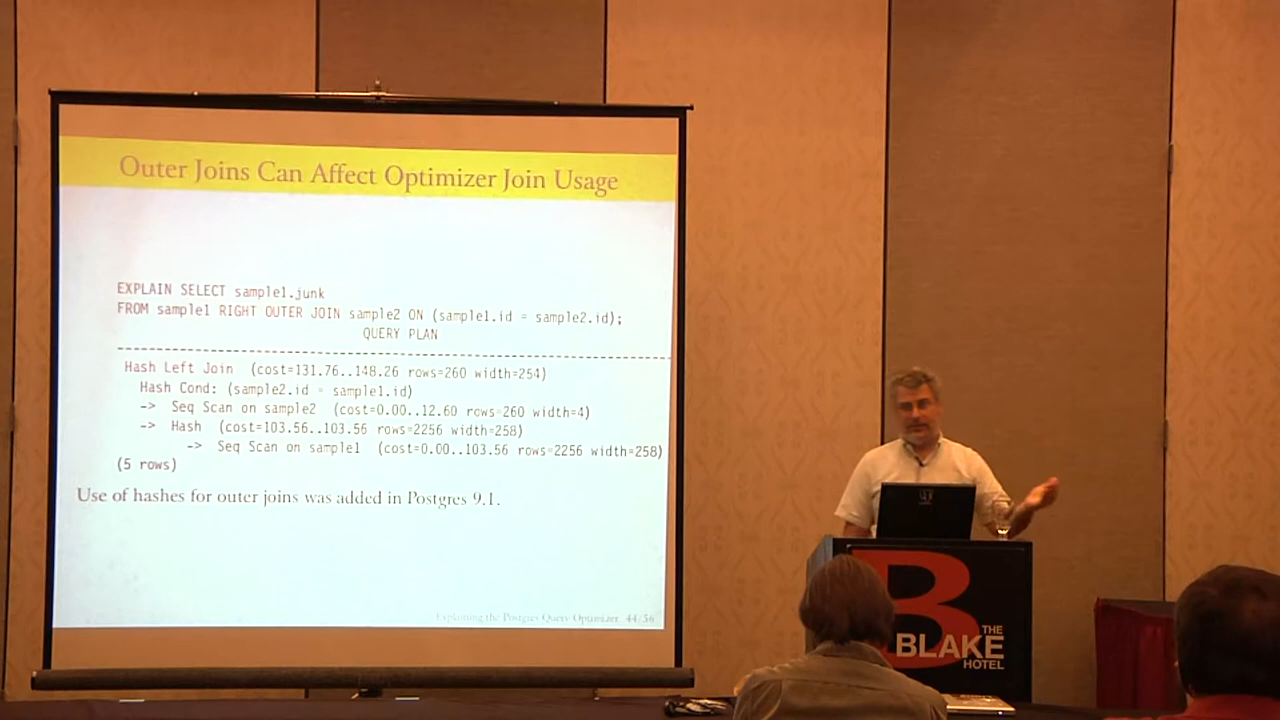 Outer Joins Can Affect Optimizer Join Usage
EXPLAIN SELECT sample1.junk
FROM sample1 RIGHT OUTER JOIN sample2 ON (sample1.id = sample2.id);
QUERY PLAN
Hash Left Join (cost=131.76..148.26 rows=260 width=254)
Hash Cond: (sample2.id = sample1.id)
-> Seq Scan on sample2 (cost=0.00..12.60 rows=260 width=4)
-> Hash (cost=103.56..103.56 rows=2256 width=258)
-> Seq Scan on sample1 (cost=0.00..103.56 rows=2256 width=258)
(5 rows)
Use of hashes for outer joins was added in Postgres 9.1.
Explaining the Postgres Query Optimizer 44/56
B
THE
BLAKE
HOTEL